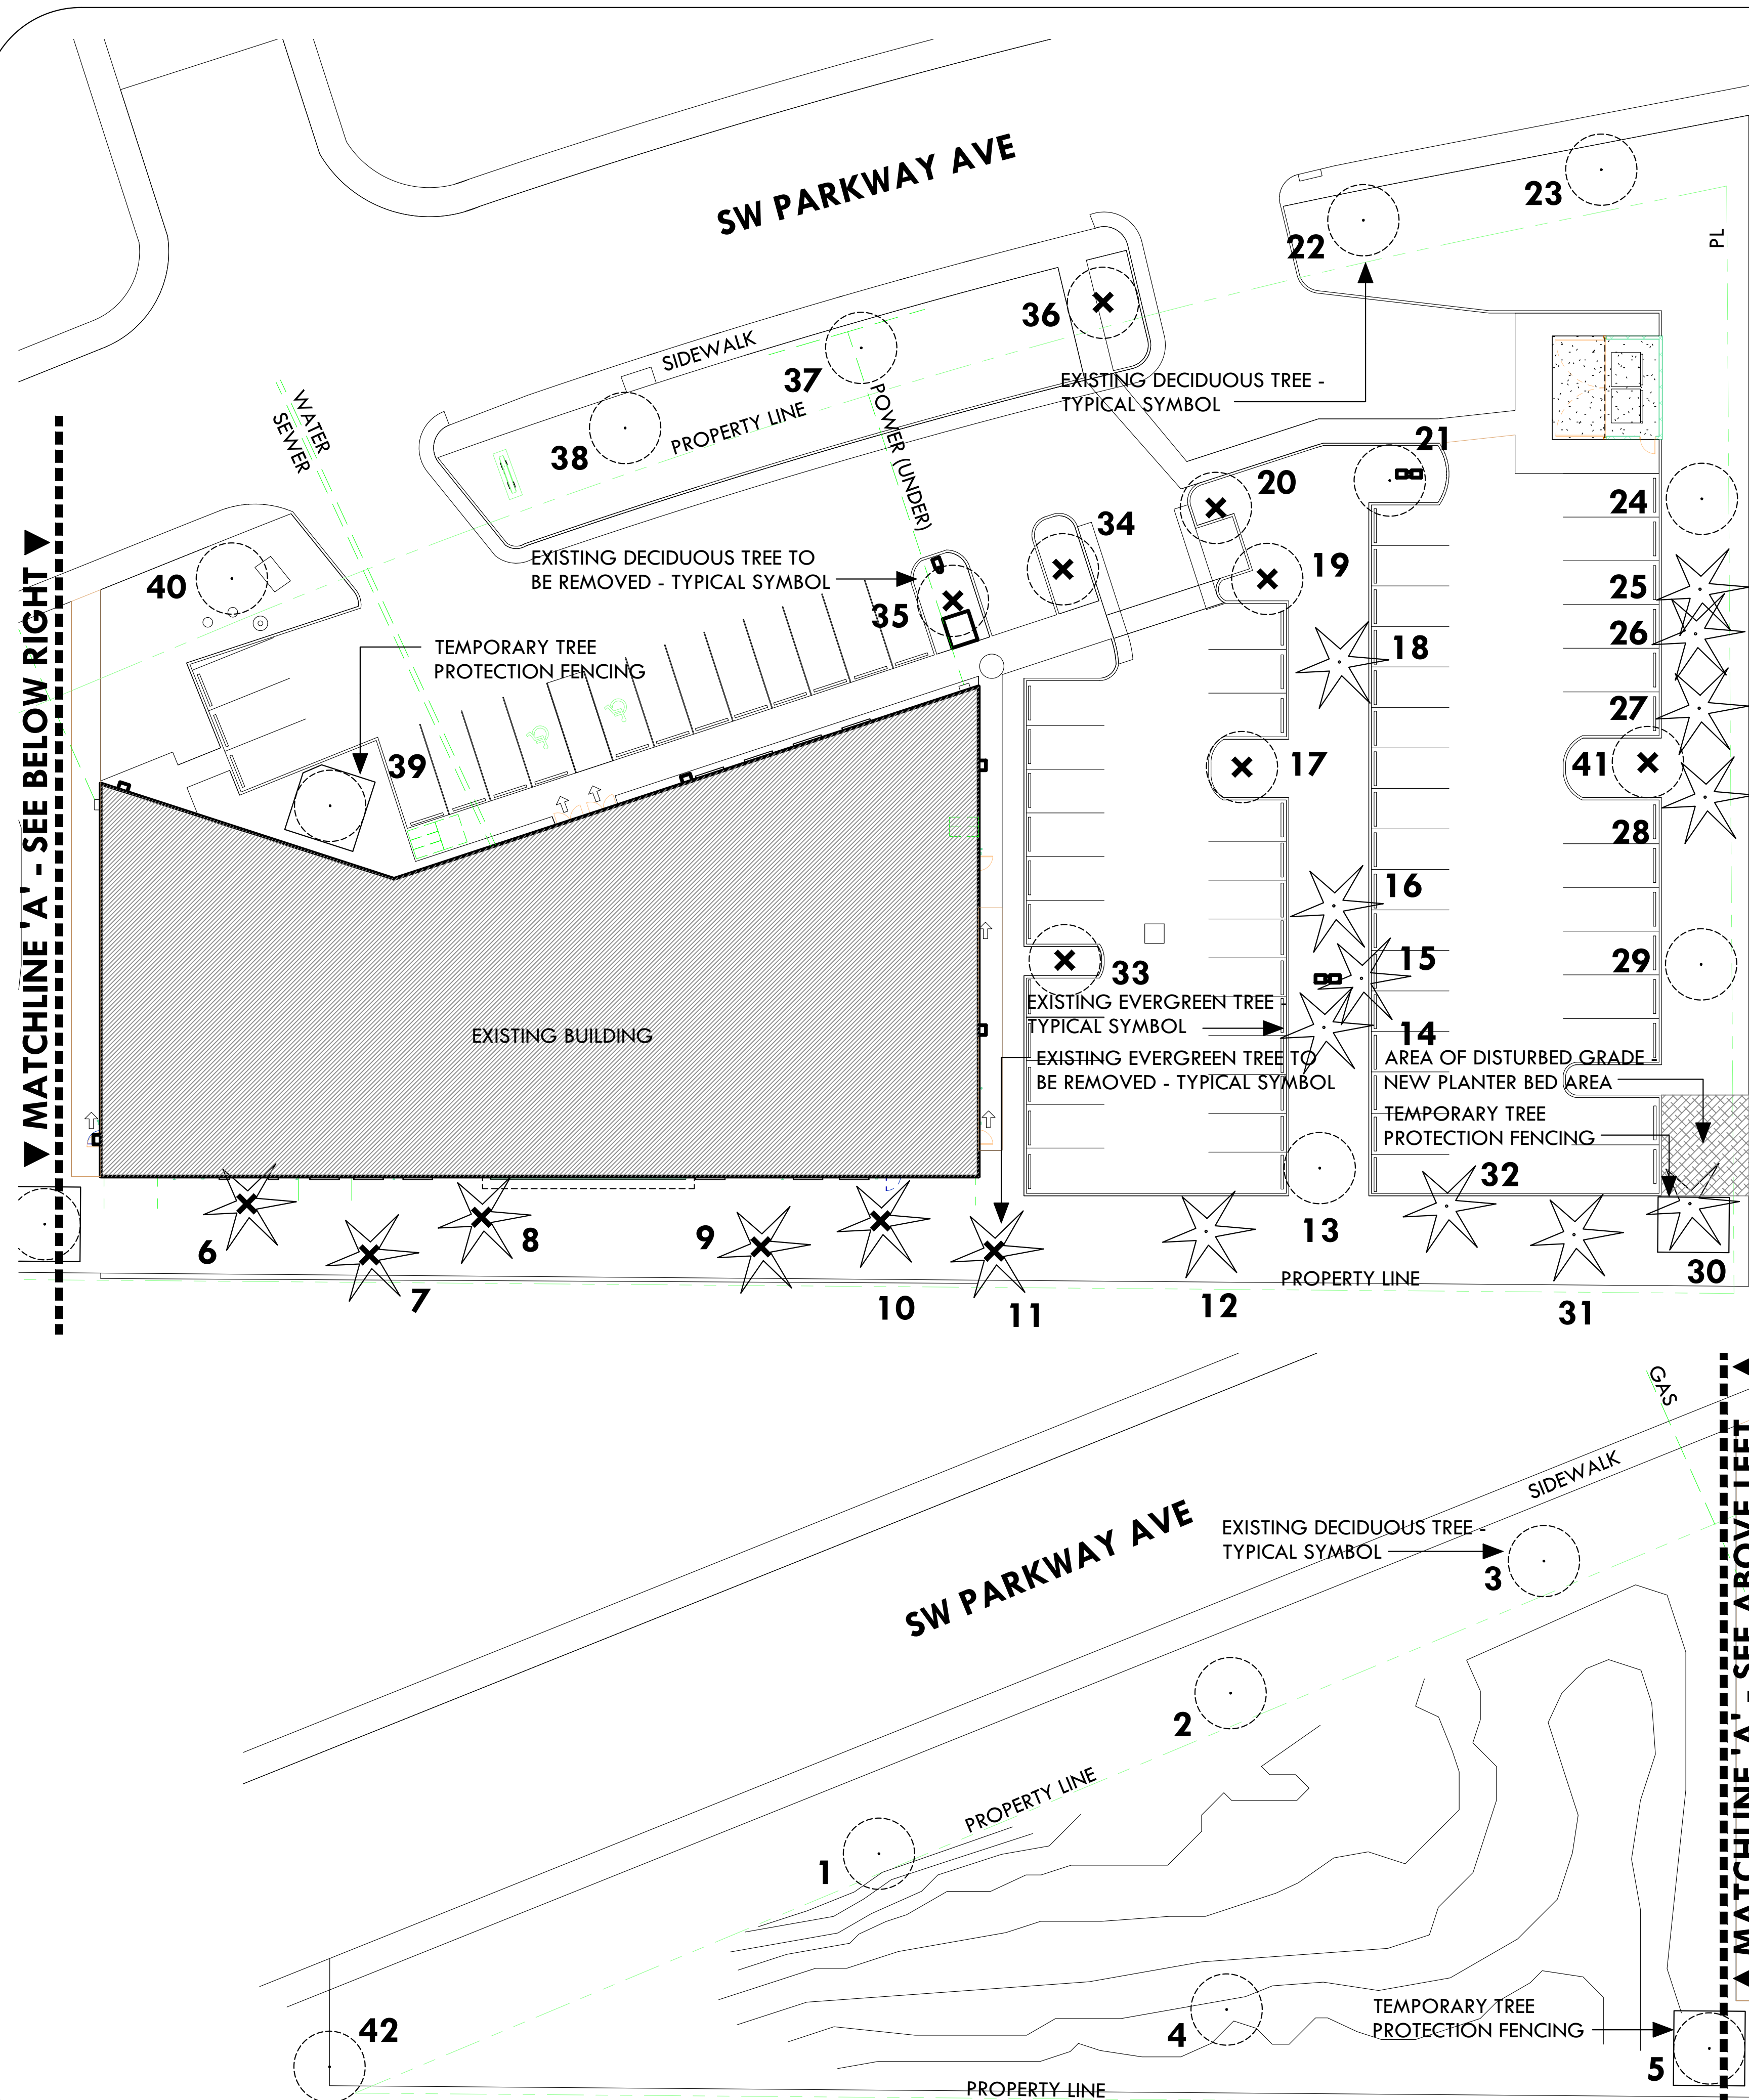 SW PARKWAY AVE
23
22
PL
36
SIDEWALK
37
EXISTING DECIDUOUS TREE -
TYPICAL SYMBOL
WATER
SEWER
POWER (UNDER)
PROPERTY LINE
38
21
20
24
34
EXISTING DECIDUOUS TREE TO
BE REMOVED - TYPICAL SYMBOL
19
40
25
35
26
TEMPORARY TREE
PROTECTION FENCING
18
27
39
17
41
28
▼ MATCHLINE 'A' - SEE BELOW RIGHT ▼
16
15
29
33
EXISTING EVERGREEN TREE -
TYPICAL SYMBOL
14
EXISTING BUILDING
EXISTING EVERGREEN TREE TO
BE REMOVED - TYPICAL SYMBOL
AREA OF DISTURBED GRADE -
NEW PLANTER BED AREA
TEMPORARY TREE
PROTECTION FENCING
32
6
8
9
13
7
10
11
12
PROPERTY LINE
30
31
GAS
SIDEWALK
SW PARKWAY AVE
EXISTING DECIDUOUS TREE -
TYPICAL SYMBOL
3
2
PROPERTY LINE
1
▼ MATCHLINE 'A' - SEE ABOVE LEFT ▼
42
4
TEMPORARY TREE
PROTECTION FENCING
5
PROPERTY LINE